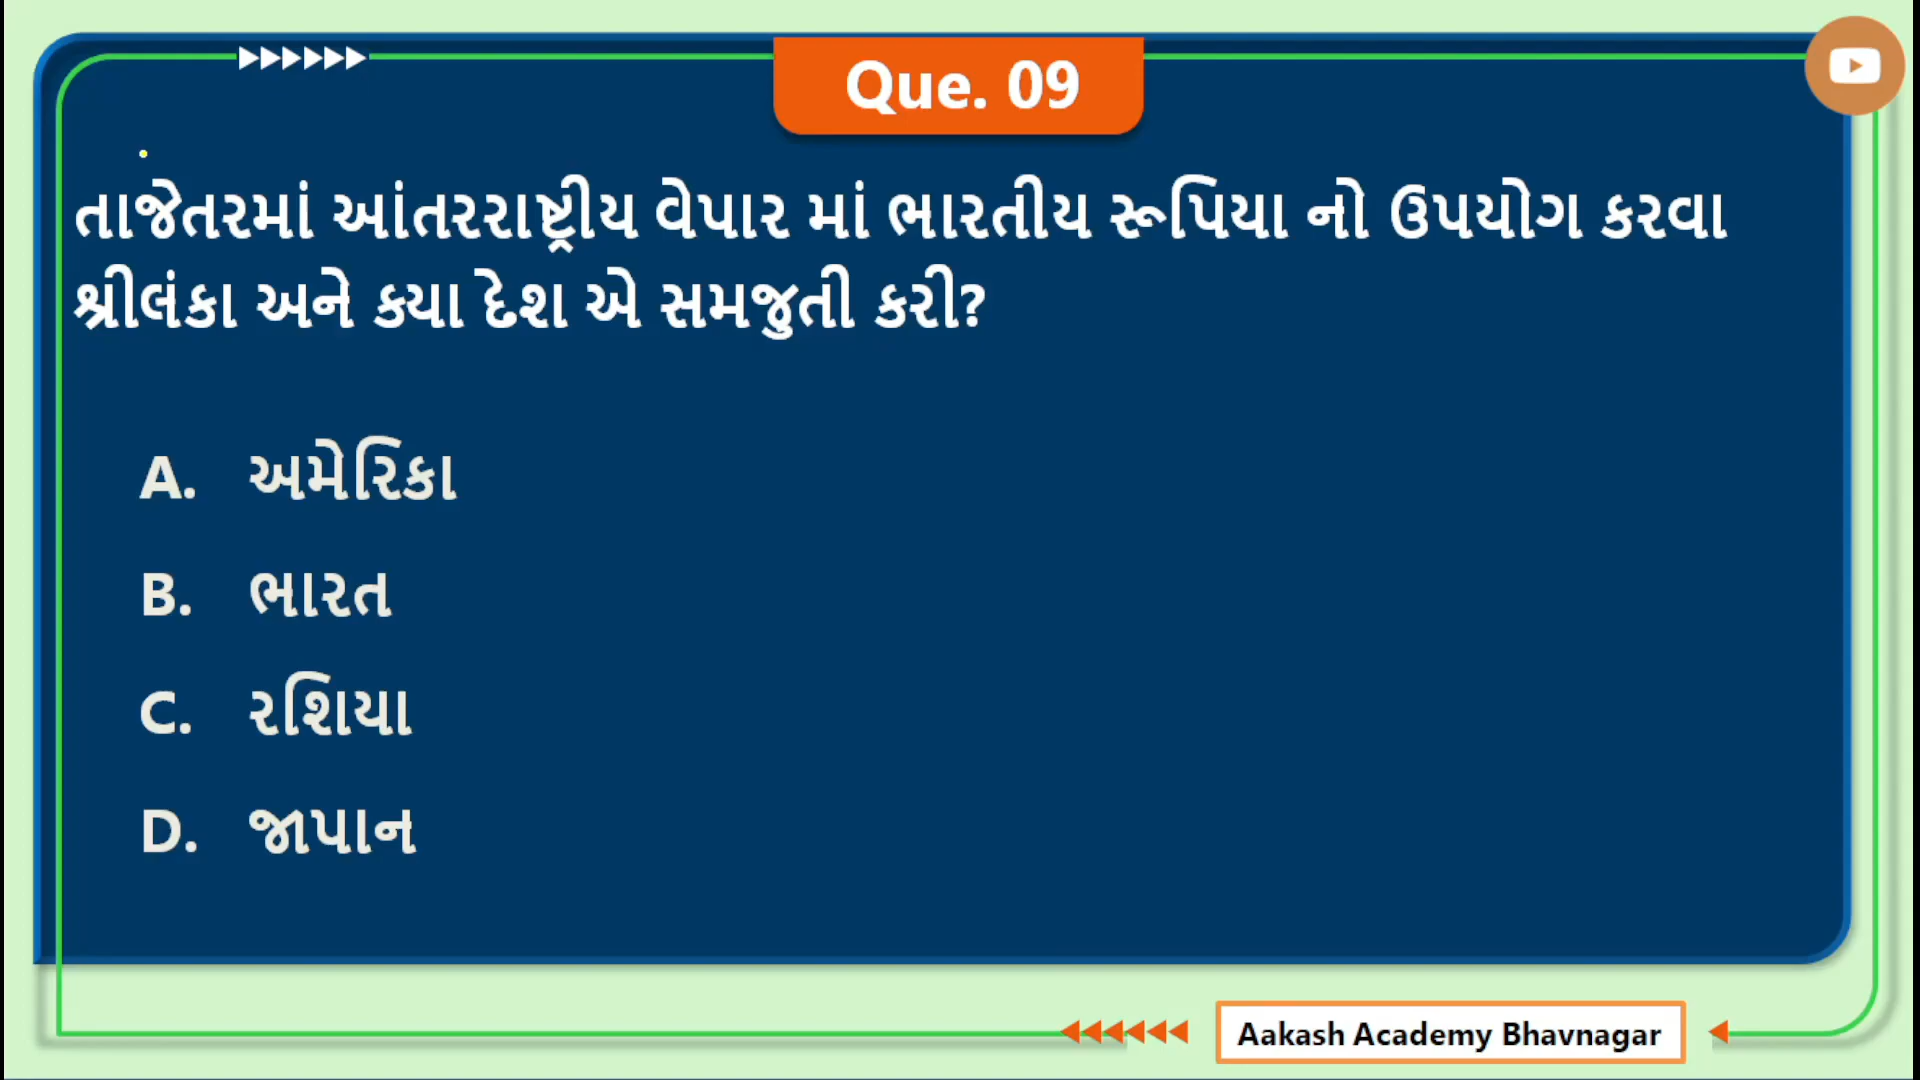 Que. 09
તાજેતરમાં આંતરરાષ્ટ્રીય વેપાર માં ભારતીય રૂપિયા નો ઉપયોગ કરવા
શ્રીલંકા અને ક્યા દેશ એ સમજુતી કરી?
A. અમેરિકા
B. ભારત
C. રશિયા
D. જાપાન
Aakash Academy Bhavnagar